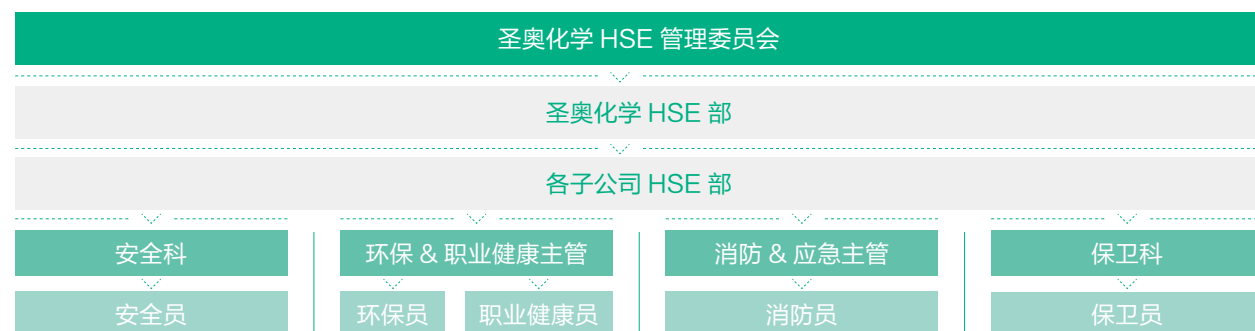 圣奥化学 HSE 管理委员会
圣奥化学 HSE 部
各子公司 HSE 部
安全科 环保 & 职业健康主管 消防 & 应急主管 保卫科
安全员 环保员 职业健康员 消防员 保卫员